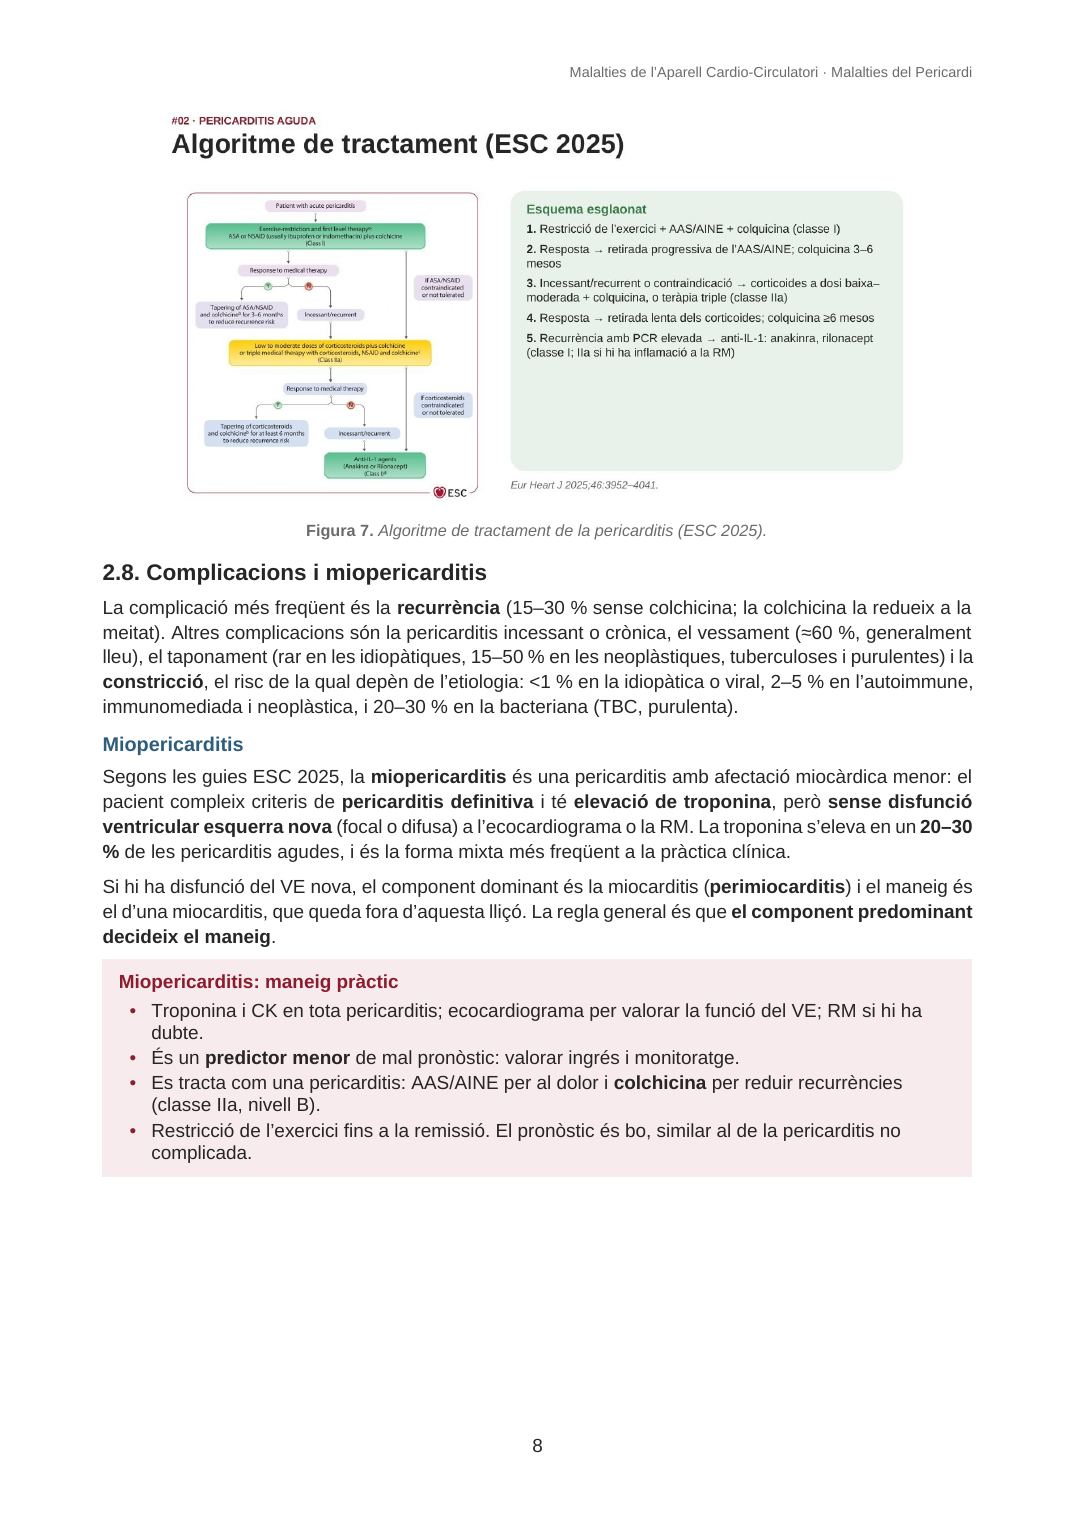 Malalties de l'Aparell Cardio-Circulatori · Malalties del Pericardi
#02 · PERICARDITIS AGUDA
Algoritme de tractament (ESC 2025)
Patient with acute pericarditis
Exercise-restriction and first level therapy
ASA or NSAID (usually ibuprofen or indomethacin) plus colchicine
(Class I)
Response to medical therapy
If ASA/NSAID
contraindicated
or not tolerated
Y
N
Tapering of ASA/NSAID
and colchicine for 3–6 months
to reduce recurrence risk
Incessant/recurrent
Low to moderate doses of corticosteroids plus colchicine
or triple medical therapy with corticosteroids, NSAID and colchicine
(Class IIa)
Response to medical therapy
If corticosteroids
contraindicated
or not tolerated
Y
N
Tapering of corticosteroids
and colchicine for at least 6 months
to reduce recurrence risk
Incessant/recurrent
Anti-IL-1 agents
(Anakinra or Rilonacept)
(Class I)
ESC
Esquema esglaonat
1. Restricció de l'exercici + AAS/AINE + colquicina (classe I)
2. Resposta → retirada progressiva de l'AAS/AINE; colquicina 3–6
mesos
3. Incessant/recurrent o contraindicació → corticoides a dosi baixa–
moderada + colquicina, o teràpia triple (classe IIa)
4. Resposta → retirada lenta dels corticoides; colquicina ≥6 mesos
5. Recurrència amb PCR elevada → anti-IL-1: anakinra, rilonacept
(classe I; IIa si hi ha inflamació a la RM)
Eur Heart J 2025;46:3952–4041.
Figura 7. Algoritme de tractament de la pericarditis (ESC 2025).
2.8. Complicacions i miopericarditis
La complicació més freqüent és la recurrència (15–30 % sense colchicina; la colchicina la redueix a la
meitat). Altres complicacions són la pericarditis incessant o crònica, el vessament (≈60 %, generalment
lleu), el taponament (rar en les idiopàtiques, 15–50 % en les neoplàstiques, tuberculoses i purulentes) i la
constricció, el risc de la qual depèn de l'etiologia: <1 % en la idiopàtica o viral, 2–5 % en l'autoimmune,
immunomediada i neoplàstica, i 20–30 % en la bacteriana (TBC, purulenta).
Miopericarditis
Segons les guies ESC 2025, la miopericarditis és una pericarditis amb afectació miocàrdica menor: el
pacient compleix criteris de pericarditis definitiva i té elevació de troponina, però sense disfunció
ventricular esquerra nova (focal o difusa) a l'ecocardiograma o la RM. La troponina s'eleva en un 20–30
% de les pericarditis agudes, i és la forma mixta més freqüent a la pràctica clínica.
Si hi ha disfunció del VE nova, el component dominant és la miocarditis (perimiocarditis) i el maneig és
el d'una miocarditis, que queda fora d'aquesta lliçó. La regla general és que el component predominant
decideix el maneig.
Miopericarditis: maneig pràctic
• Troponina i CK en tota pericarditis; ecocardiograma per valorar la funció del VE; RM si hi ha
dubte.
• És un predictor menor de mal pronòstic: valorar ingrés i monitoratge.
• Es tracta com una pericarditis: AAS/AINE per al dolor i colchicina per reduir recurrències
(classe IIa, nivell B).
• Restricció de l'exercici fins a la remissió. El pronòstic és bo, similar al de la pericarditis no
complicada.
8